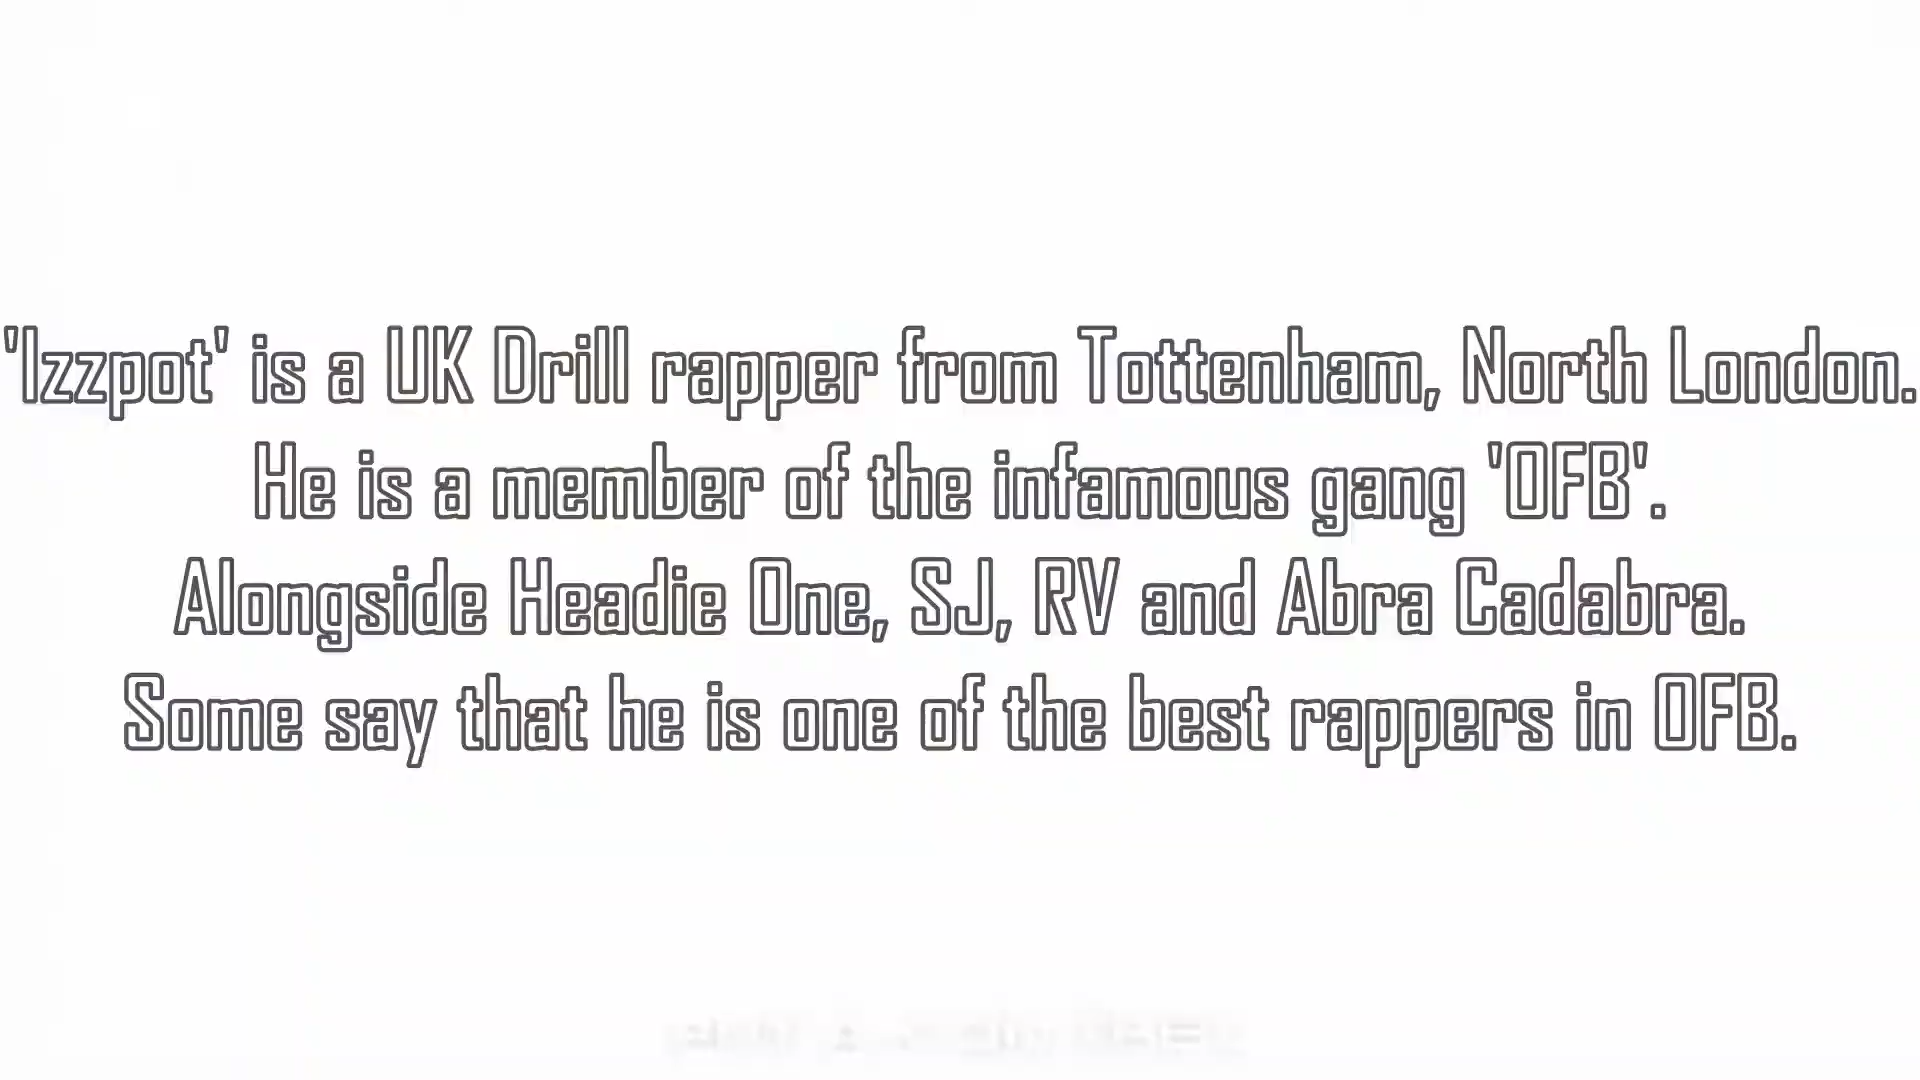 'Izzpot' is a UK Drill rapper from Tottenham, North London.
He is a member of the infamous gang 'OFB'.
Alongside Headie One, SJ, RV and Abra Cadabra.
Some say that he is one of the best rappers in OFB.